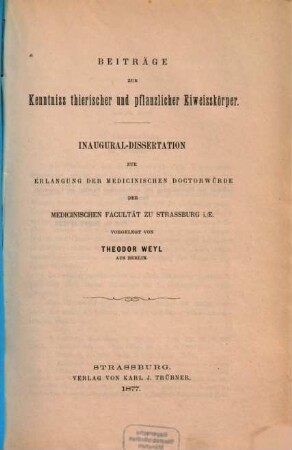 BEITRÄGE
ZUR
Kenntniss thierischer und pflanzlicher Eiweisskörper.
INAUGURAL-DISSERTATION
ZUR
ERLANGUNG DER MEDICINISCHEN DOCTORWÜRDE
DER
MEDICINISCHEN FACULTÄT ZU STRASSBURG i/E.
VORGELEGT VON
THEODOR WEYL
AUS BERLIN.
STRASSBURG.
VERLAG VON KARL J. TRÜBNER.
1877.